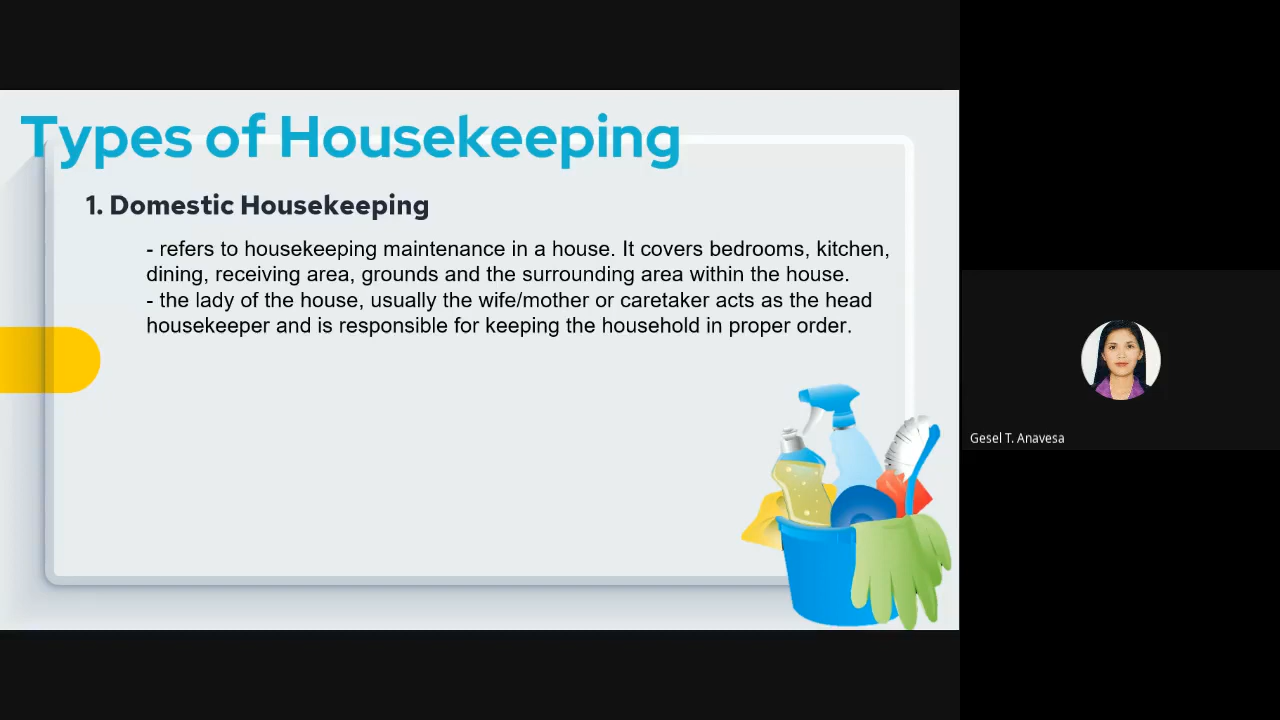 Types of Housekeeping
1. Domestic Housekeeping
- refers to housekeeping maintenance in a house. It covers bedrooms, kitchen,
dining, receiving area, grounds and the surrounding area within the house.
- the lady of the house, usually the wife/mother or caretaker acts as the head
housekeeper and is responsible for keeping the household in proper order.
Gesel T. Anavesa